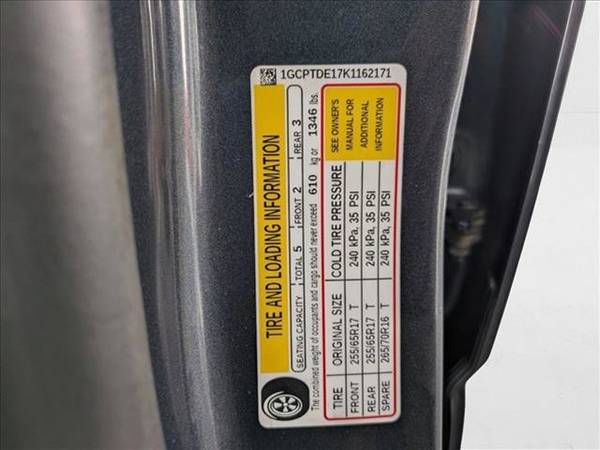 1GCPTDE17K1162171
TIRE AND LOADING INFORMATION
SEATING CAPACITY TOTAL 5 FRONT 2 REAR 3
The combined weight of occupants and cargo should never exceed 610 kg or 1346 lbs.
TIRE ORIGINAL SIZE COLD TIRE PRESSURE
FRONT 255/65R17 T 240 kPa, 35 PSI
REAR 255/65R17 T 240 kPa, 35 PSI
SPARE 265/70R16 T 240 kPa, 35 PSI
SEE OWNER'S
MANUAL FOR
ADDITIONAL
INFORMATION